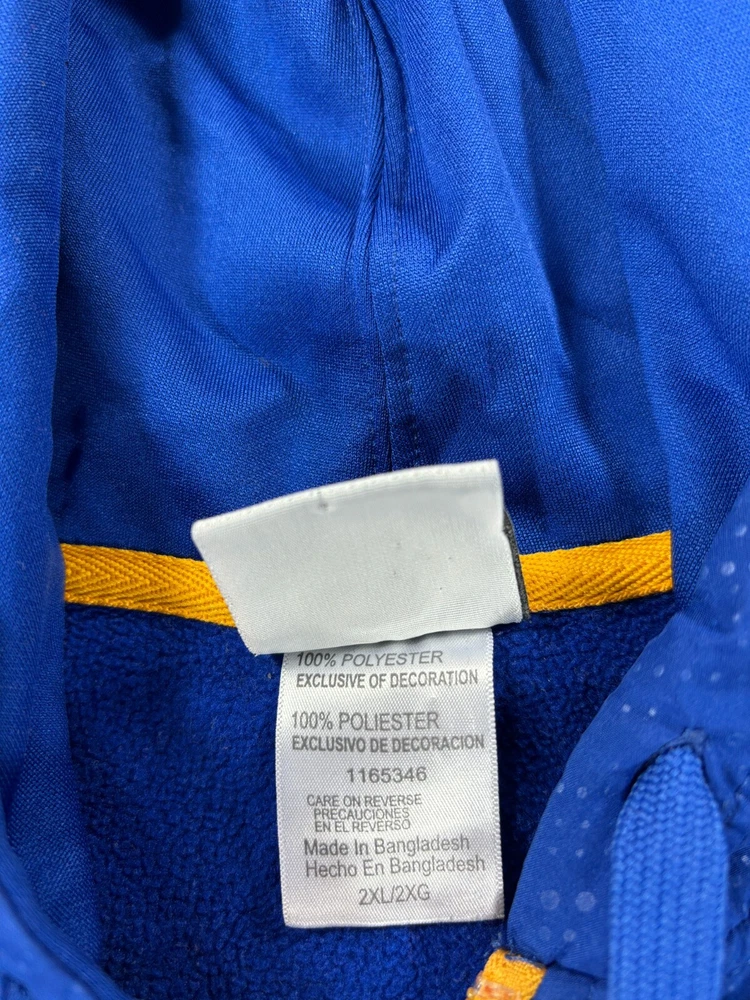 100% POLYESTER
EXCLUSIVE OF DECORATION
100% POLIESTER
EXCLUSIVO DE DECORACION
1165346
CARE ON REVERSE
PRECAUCIONES
EN EL REVERSO
Made In Bangladesh
Hecho En Bangladesh
2XL/2XG